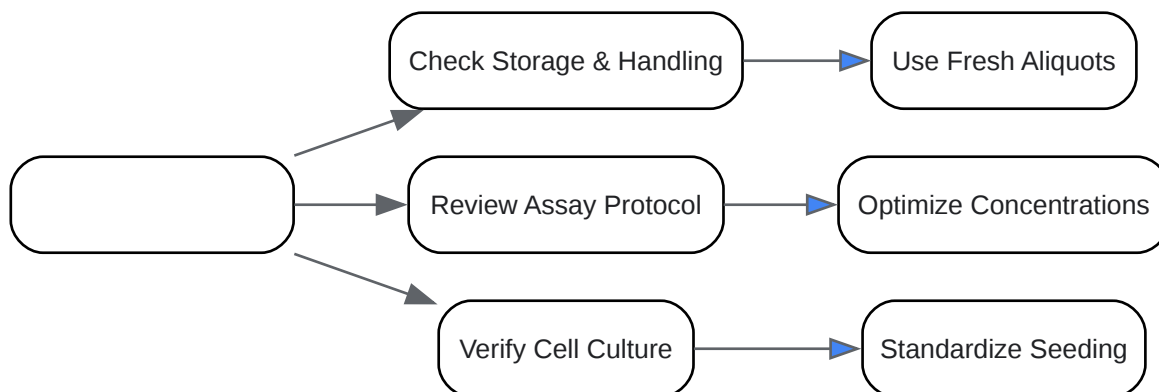 Check Storage & Handling
Use Fresh Aliquots
Review Assay Protocol
Optimize Concentrations
Verify Cell Culture
Standardize Seeding